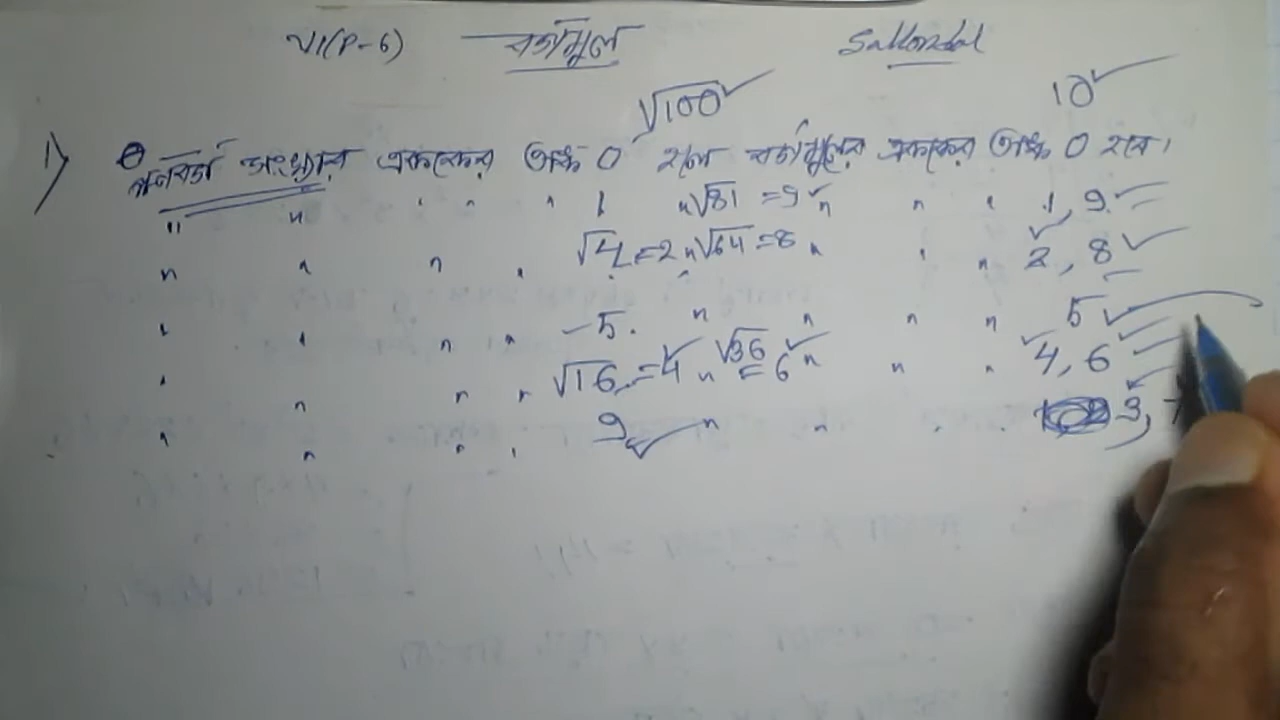 VI(P-6) বর্গমূল
√100 10
1) পূর্ণবর্গ সংখ্যার এককের অঙ্ক 0 হলে বর্গমূলের এককের অঙ্ক 0 হবে।
" " " " " 1 " √81 = 9 " " " 1, 9
" " " " √4 = 2 " √64 = 8 " " " 2, 8
" " " " 5 " " " " 5
" " " " √16 = 4 " √36 = 6 " " " 4, 6
" " " " 9 " " " " 3, 7